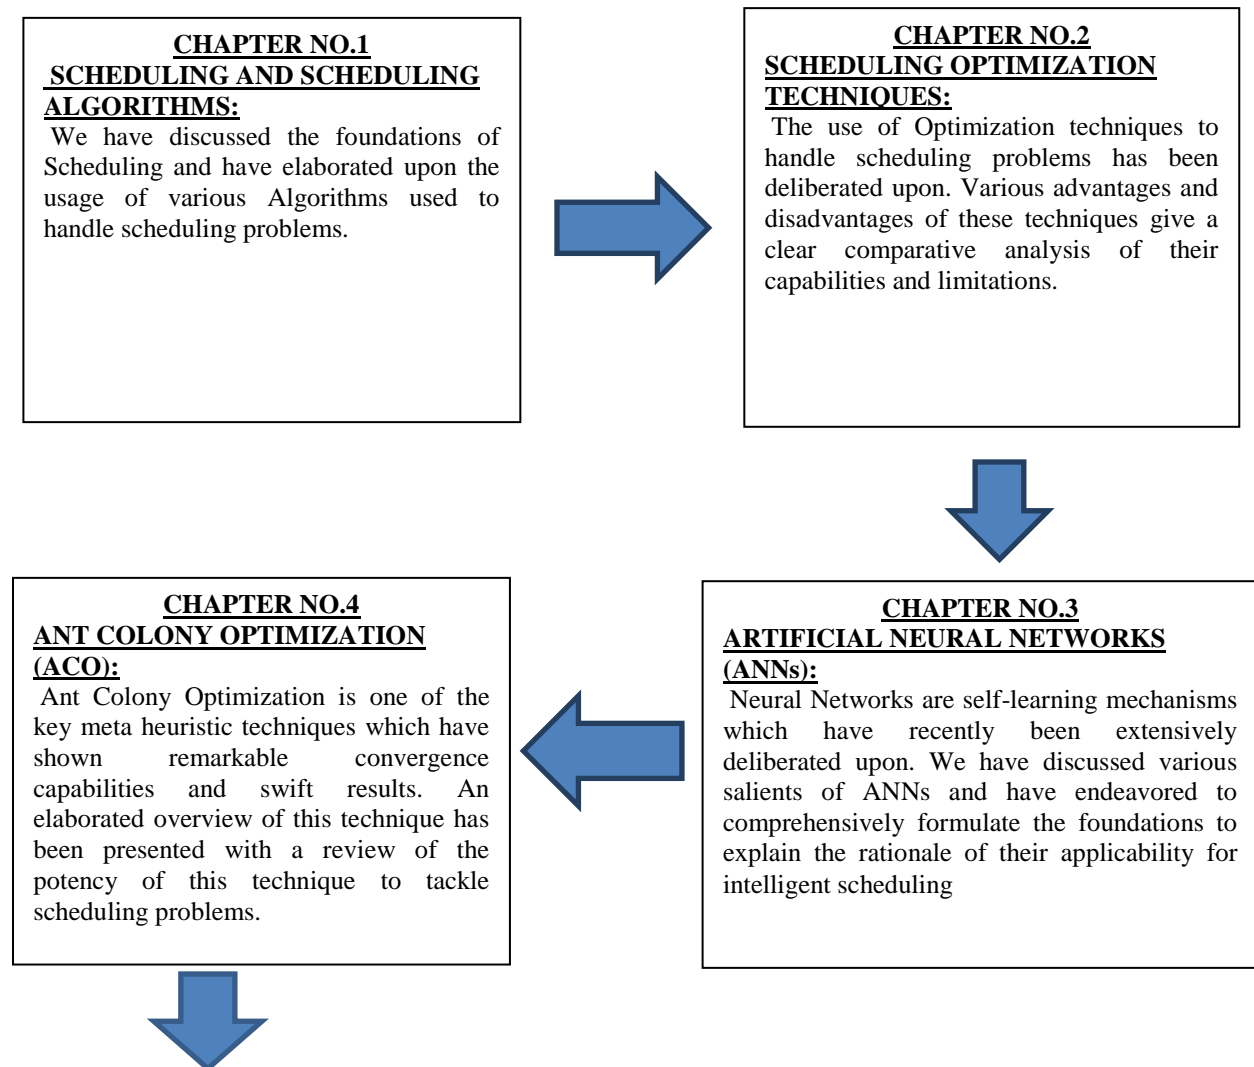 CHAPTER NO.1
SCHEDULING AND SCHEDULING
ALGORITHMS:
We have discussed the foundations of
Scheduling and have elaborated upon the
usage of various Algorithms used to
handle scheduling problems.
CHAPTER NO.2
SCHEDULING OPTIMIZATION
TECHNIQUES:
The use of Optimization techniques to
handle scheduling problems has been
deliberated upon. Various advantages and
disadvantages of these techniques give a
clear comparative analysis of their
capabilities and limitations.
CHAPTER NO.3
ARTIFICIAL NEURAL NETWORKS
(ANNs):
Neural Networks are self-learning mechanisms
which have recently been extensively
deliberated upon. We have discussed various
salients of ANNs and have endeavored to
comprehensively formulate the foundations to
explain the rationale of their applicability for
intelligent scheduling
CHAPTER NO.4
ANT COLONY OPTIMIZATION
(ACO):
Ant Colony Optimization is one of the
key meta heuristic techniques which have
shown remarkable convergence
capabilities and swift results. An
elaborated overview of this technique has
been presented with a review of the
potency of this technique to tackle
scheduling problems.